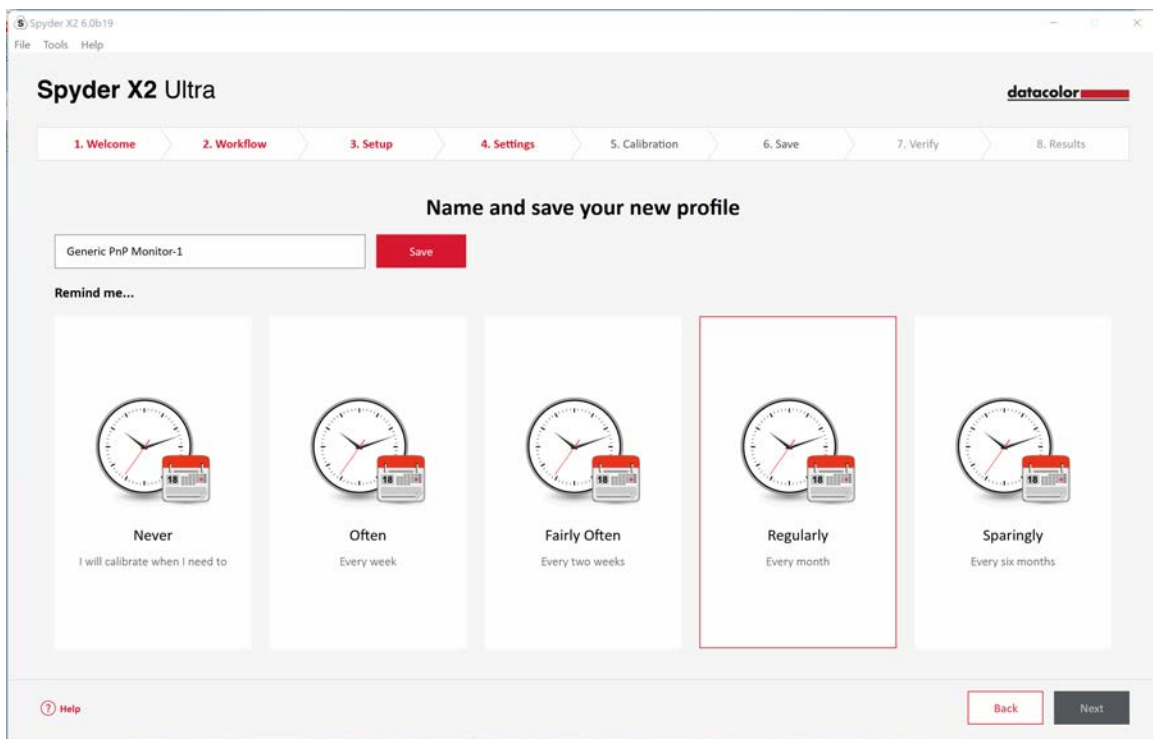 Spyder X2 6.0b19
File Tools Help
Spyder X2 Ultra
datacolor
1. Welcome 2. Workflow 3. Setup 4. Settings 5. Calibration 6. Save 7. Verify 8. Results
Name and save your new profile
Generic PnP Monitor-1 Save
Remind me...
18 18 18 18 18
Never Often Fairly Often Regularly Sparingly
I will calibrate when I need to Every week Every two weeks Every month Every six months
? Help Back Next